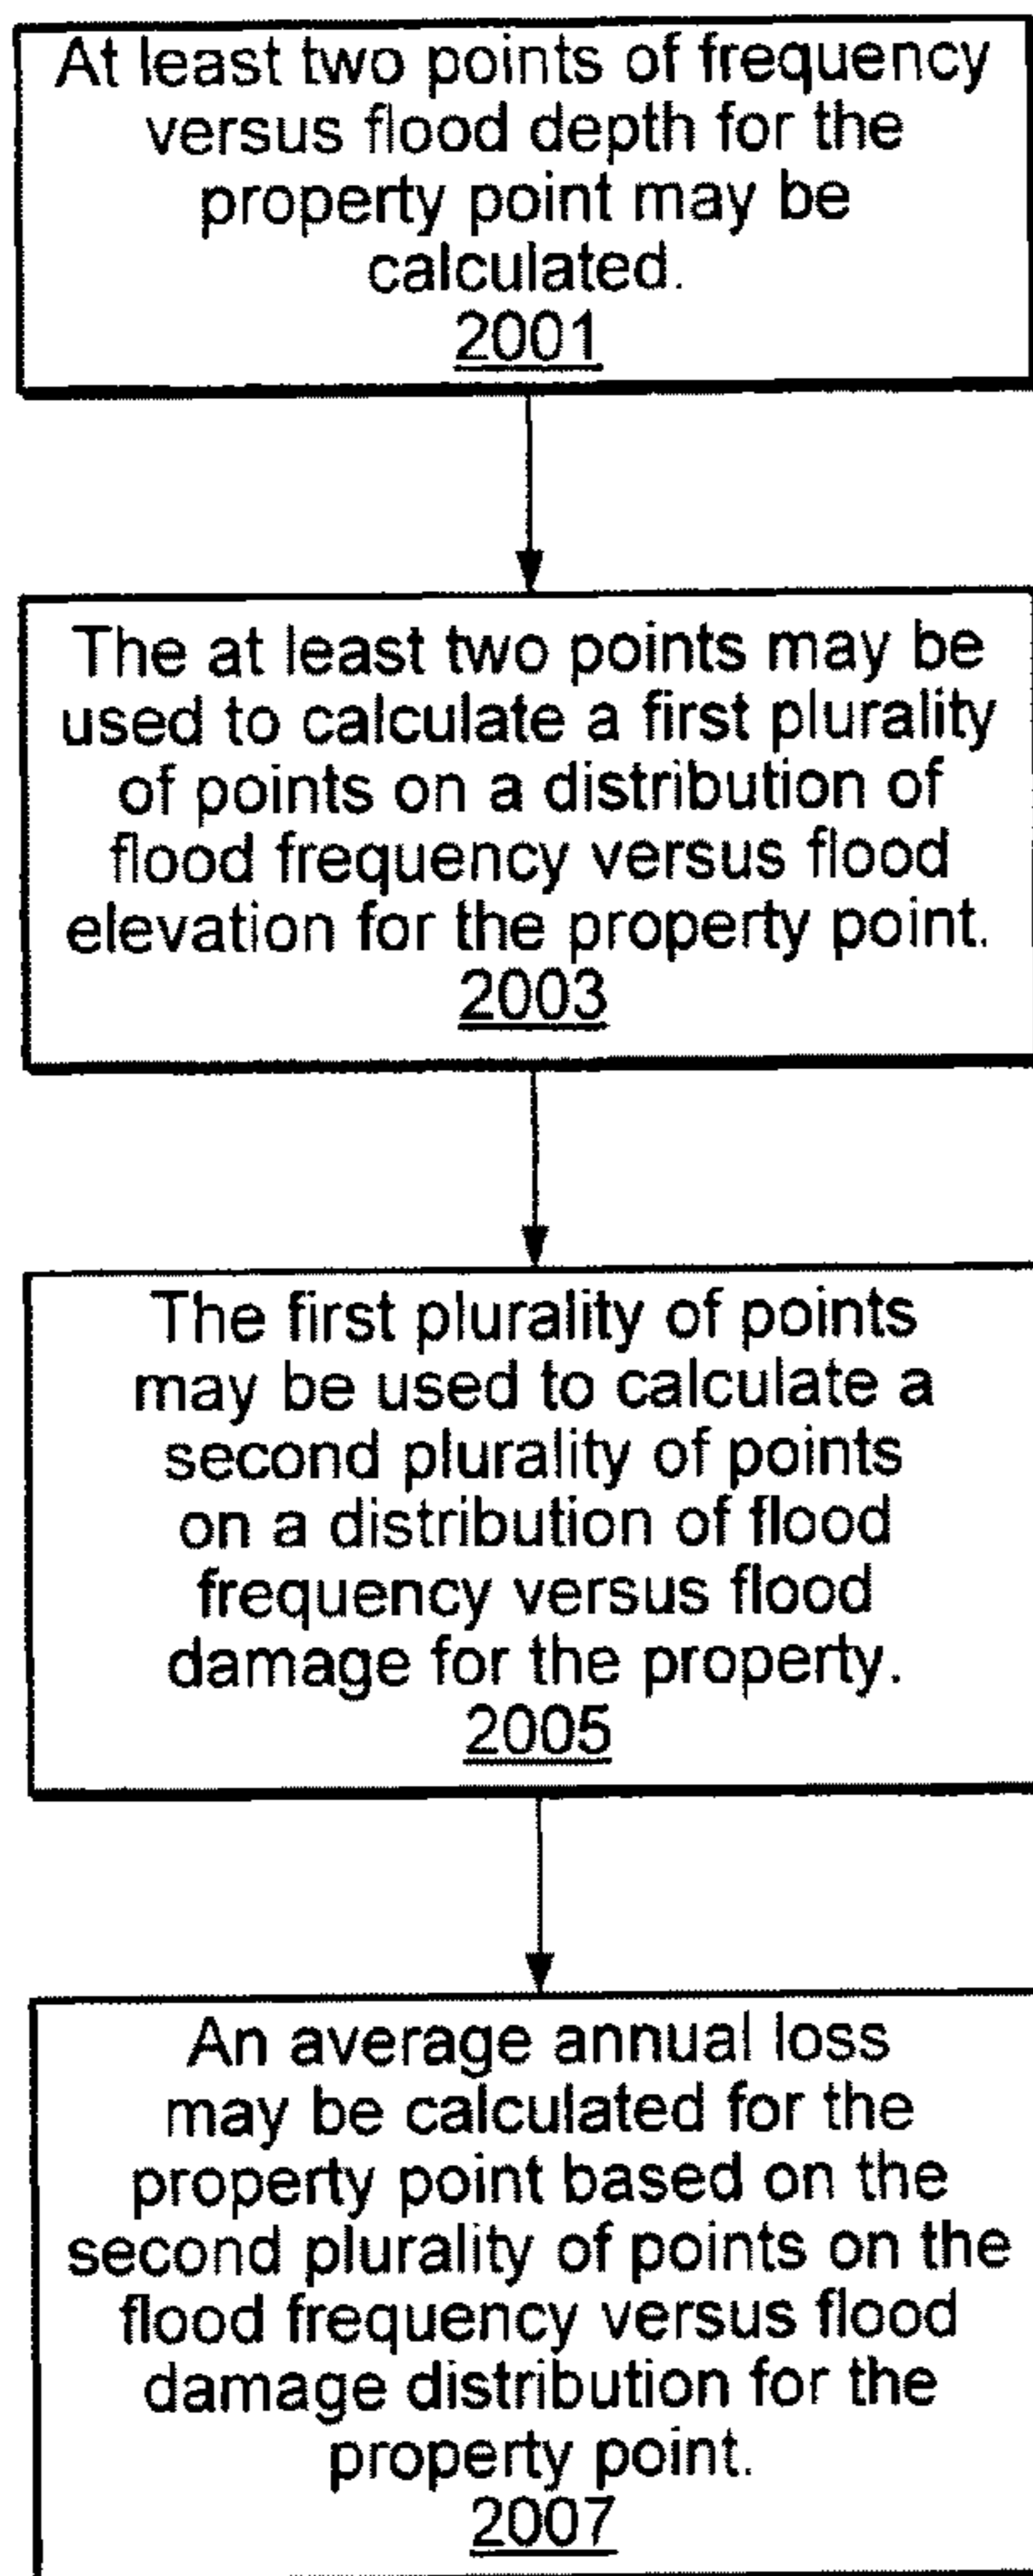 At least two points of frequency
versus flood depth for the
property point may be
calculated.
2001
The at least two points may be
used to calculate a first plurality
of points on a distribution of
flood frequency versus flood
elevation for the property point.
2003
The first plurality of points
may be used to calculate a
second plurality of points
on a distribution of flood
frequency versus flood
damage for the property.
2005
An average annual loss
may be calculated for the
property point based on the
second plurality of points on the
flood frequency versus flood
damage distribution for the
property point.
2007